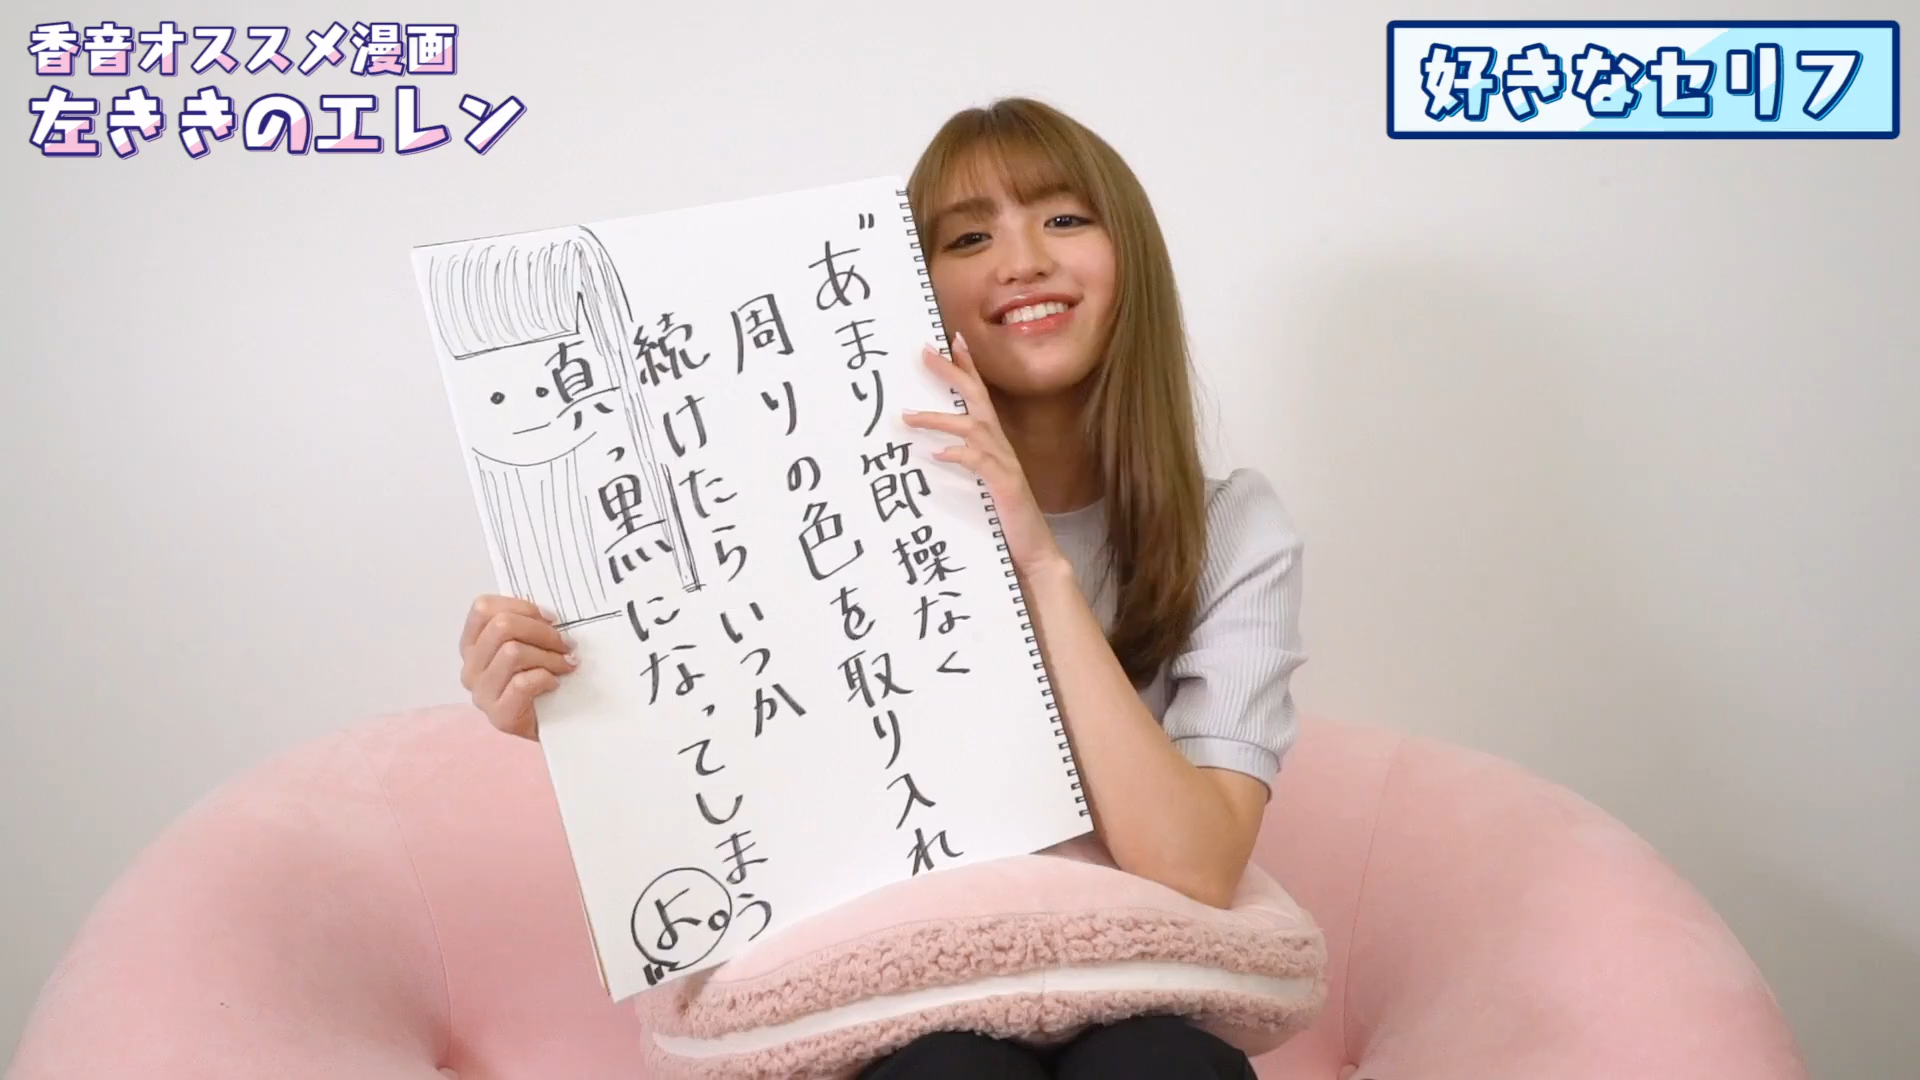 香音オススメ漫画
左ききのエレン
好きなセリフ
"あまり節操なく
周りの色を取り入れ
続けたらいつか
真っ黒になってしまう
よ。"